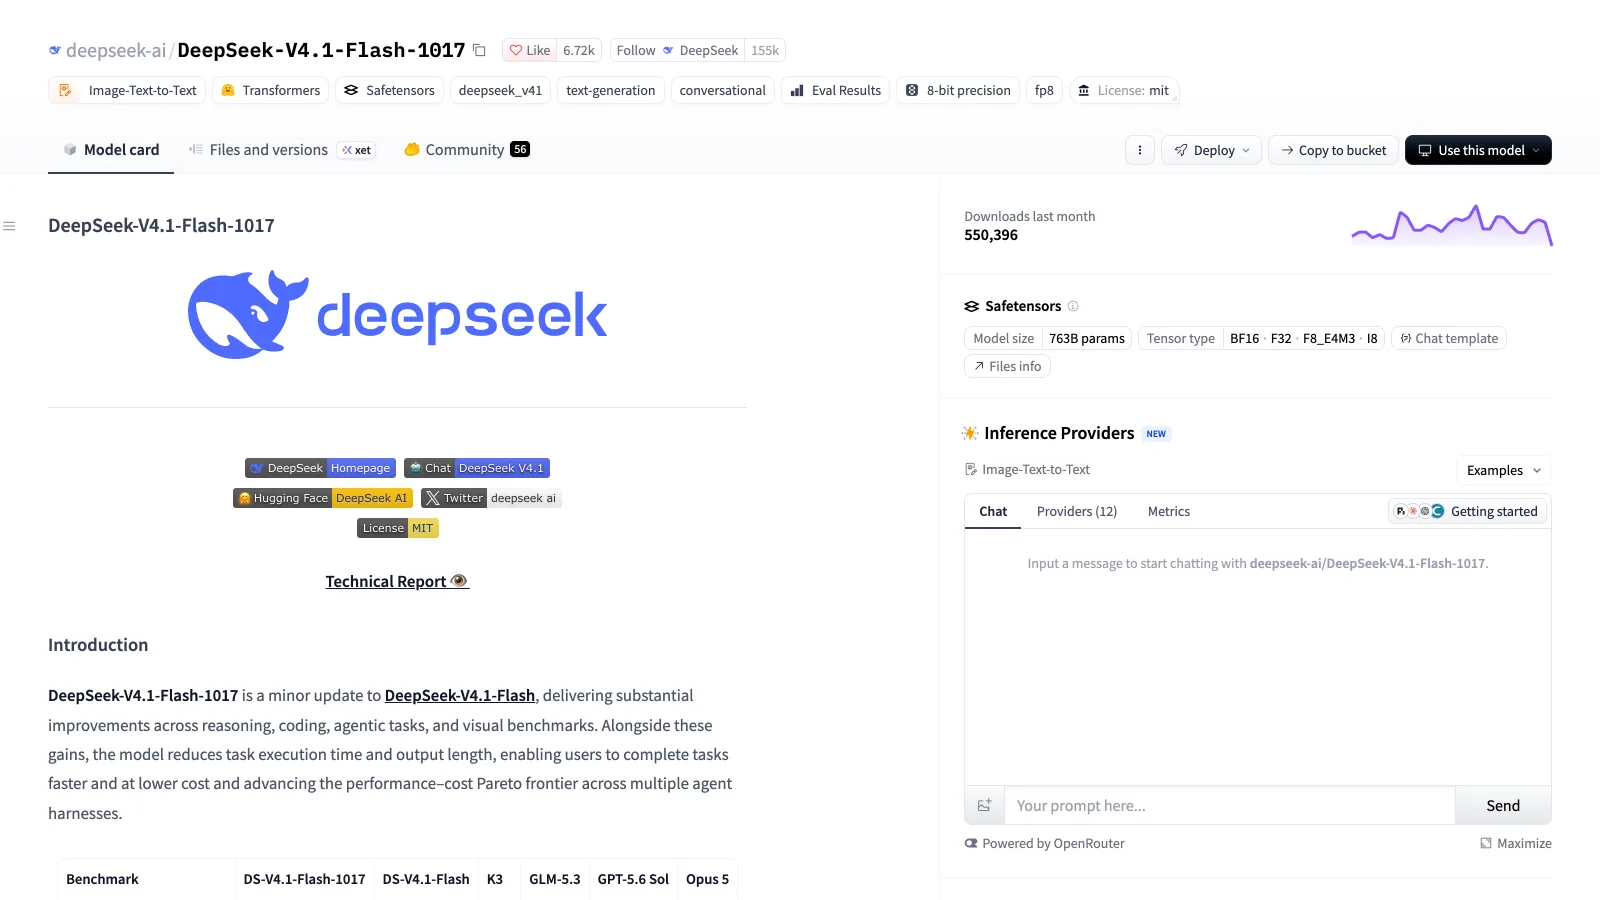 deepseek-ai/DeepSeek-V4.1-Flash-1017
Like 6.72k
Follow DeepSeek 155k
Image-Text-to-Text Transformers Safetensors deepseek_v41 text-generation conversational Eval Results 8-bit precision fp8 License: mit
Model card Files and versions xet Community 56
Deploy Copy to bucket Use this model
DeepSeek-V4.1-Flash-1017
deepseek
DeepSeek Homepage Chat DeepSeek V4.1
Hugging Face DeepSeek AI Twitter deepseek ai
License MIT
Technical Report
Introduction
DeepSeek-V4.1-Flash-1017 is a minor update to DeepSeek-V4.1-Flash, delivering substantial
improvements across reasoning, coding, agentic tasks, and visual benchmarks. Alongside these
gains, the model reduces task execution time and output length, enabling users to complete tasks
faster and at lower cost and advancing the performance–cost Pareto frontier across multiple agent
harnesses.
Benchmark DS-V4.1-Flash-1017 DS-V4.1-Flash K3 GLM-5.3 GPT-5.6 Sol Opus 5
Downloads last month
550,396
Safetensors
Model size 763B params Tensor type BF16 · F32 · F8_E4M3 · I8 Chat template
Files info
Inference Providers NEW
Image-Text-to-Text Examples
Chat Providers (12) Metrics Getting started
Input a message to start chatting with deepseek-ai/DeepSeek-V4.1-Flash-1017.
Your prompt here... Send
Powered by OpenRouter Maximize